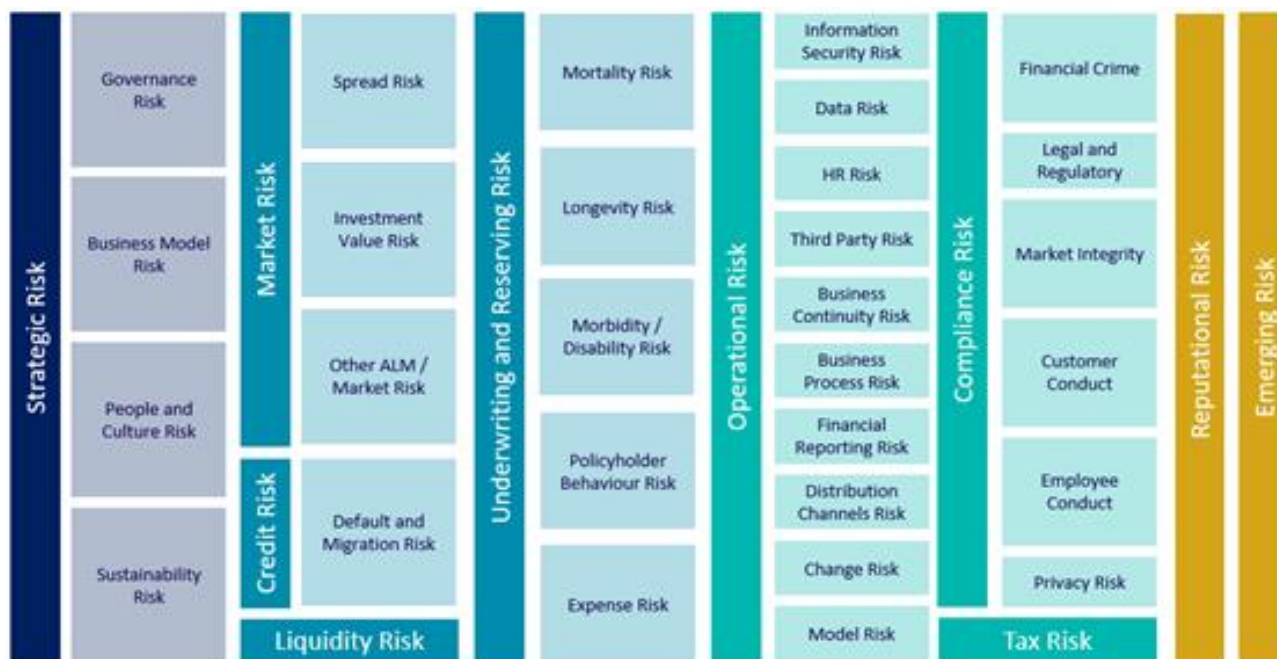 Strategic Risk
Governance
Risk
Business Model
Risk
People and
Culture Risk
Sustainability
Risk
Market Risk
Spread Risk
Investment
Value Risk
Other ALM /
Market Risk
Credit Risk
Default and
Migration Risk
Liquidity Risk
Underwriting and Reserving Risk
Mortality Risk
Longevity Risk
Morbidity /
Disability Risk
Policyholder
Behaviour Risk
Expense Risk
Operational Risk
Information
Security Risk
Data Risk
HR Risk
Third Party Risk
Business
Continuity Risk
Business
Process Risk
Financial
Reporting Risk
Distribution
Channels Risk
Change Risk
Model Risk
Compliance Risk
Financial Crime
Legal and
Regulatory
Market Integrity
Customer
Conduct
Employee
Conduct
Privacy Risk
Tax Risk
Reputational Risk
Emerging Risk